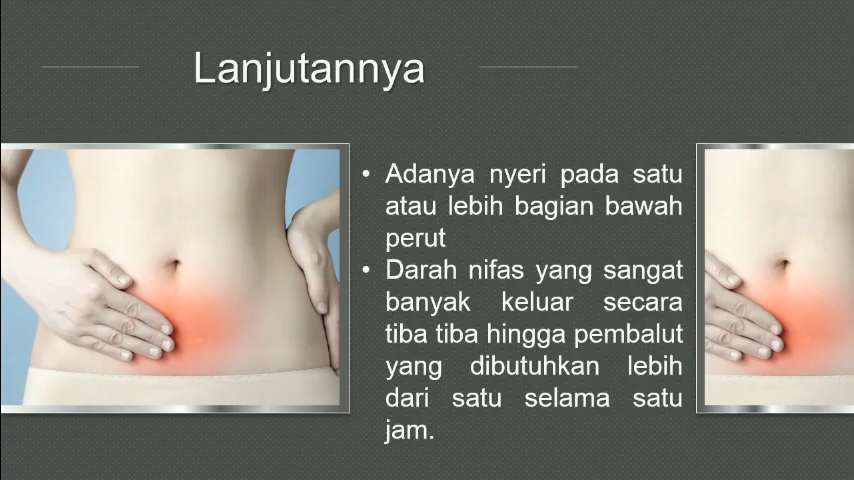 Lanjutannya
• Adanya nyeri pada satu
atau lebih bagian bawah
perut
• Darah nifas yang sangat
banyak keluar secara
tiba tiba hingga pembalut
yang dibutuhkan lebih
dari satu selama satu
jam.